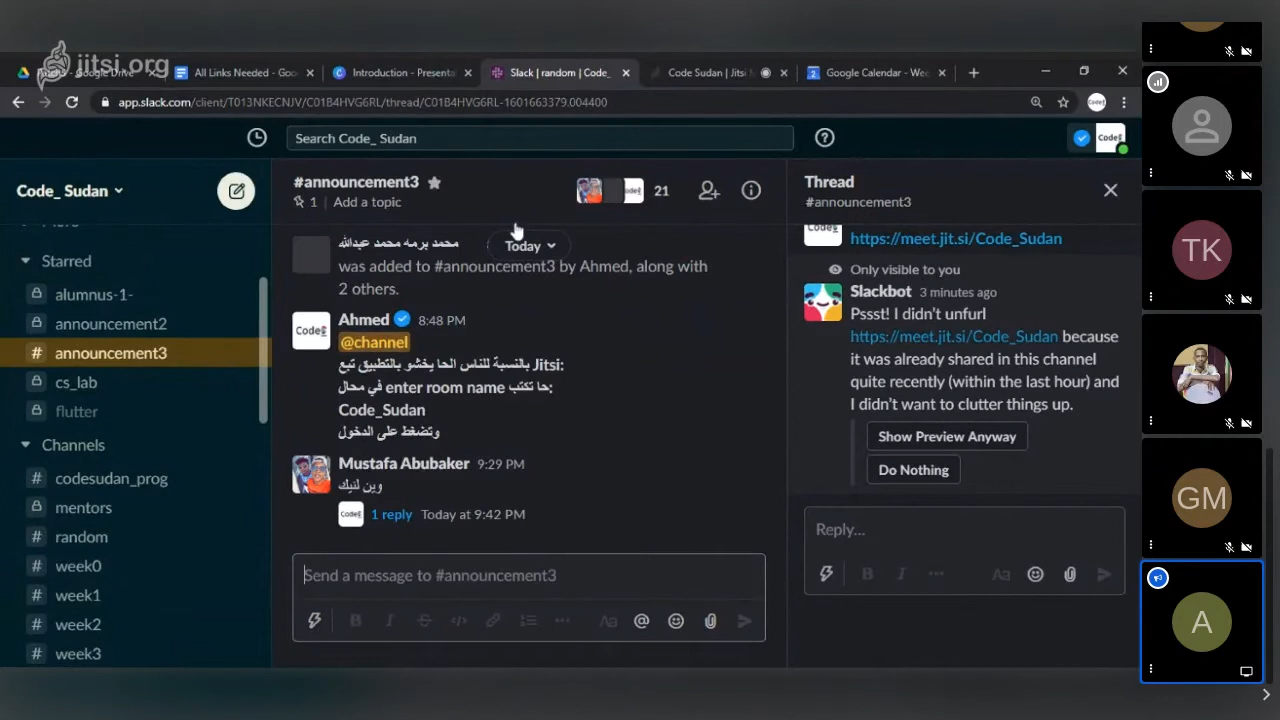 jitsi.org
Google Drive
All Links Needed - Goo
Introduction - Presenta
Slack | random | Code_
Code Sudan | Jitsi
Google Calendar - Wee
app.slack.com/client/T013NKECNJV/C01B4HVG6RL/thread/C01B4HVG6RL-1601663379.004400
Search Code_ Sudan
Code_ Sudan
Starred
alumnus-1-
announcement2
announcement3
cs_lab
flutter
Channels
codesudan_prog
mentors
random
week0
week1
week2
week3
#announcement3
1 | Add a topic
21
Today
محمد برمه محمد عبدالله
was added to #announcement3 by Ahmed, along with
2 others.
Ahmed 8:48 PM
@channel
بالنسبة للناس الحا يخشو بالتطبيق تبع Jitsi:
حا تكتب enter room name في محال:
Code_Sudan
وتضغط على الدخول
Mustafa Abubaker 9:29 PM
وين لنيك
1 reply Today at 9:42 PM
Send a message to #announcement3
Thread
#announcement3
https://meet.jit.si/Code_Sudan
Only visible to you
Slackbot 3 minutes ago
Pssst! I didn't unfurl
https://meet.jit.si/Code_Sudan because
it was already shared in this channel
quite recently (within the last hour) and
I didn't want to clutter things up.
Show Preview Anyway
Do Nothing
Reply...
TK
GM
A